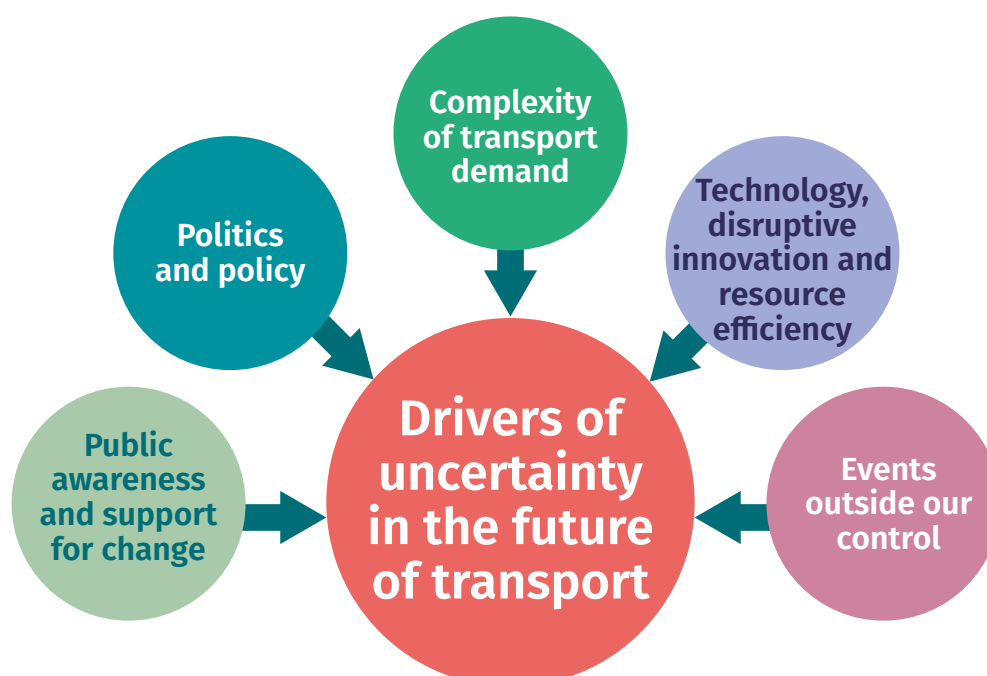 Complexity
of transport
demand
Politics
and policy
Technology,
disruptive
innovation and
resource
efficiency
Public
awareness
and support
for change
Drivers of
uncertainty
in the future
of transport
Events
outside our
control